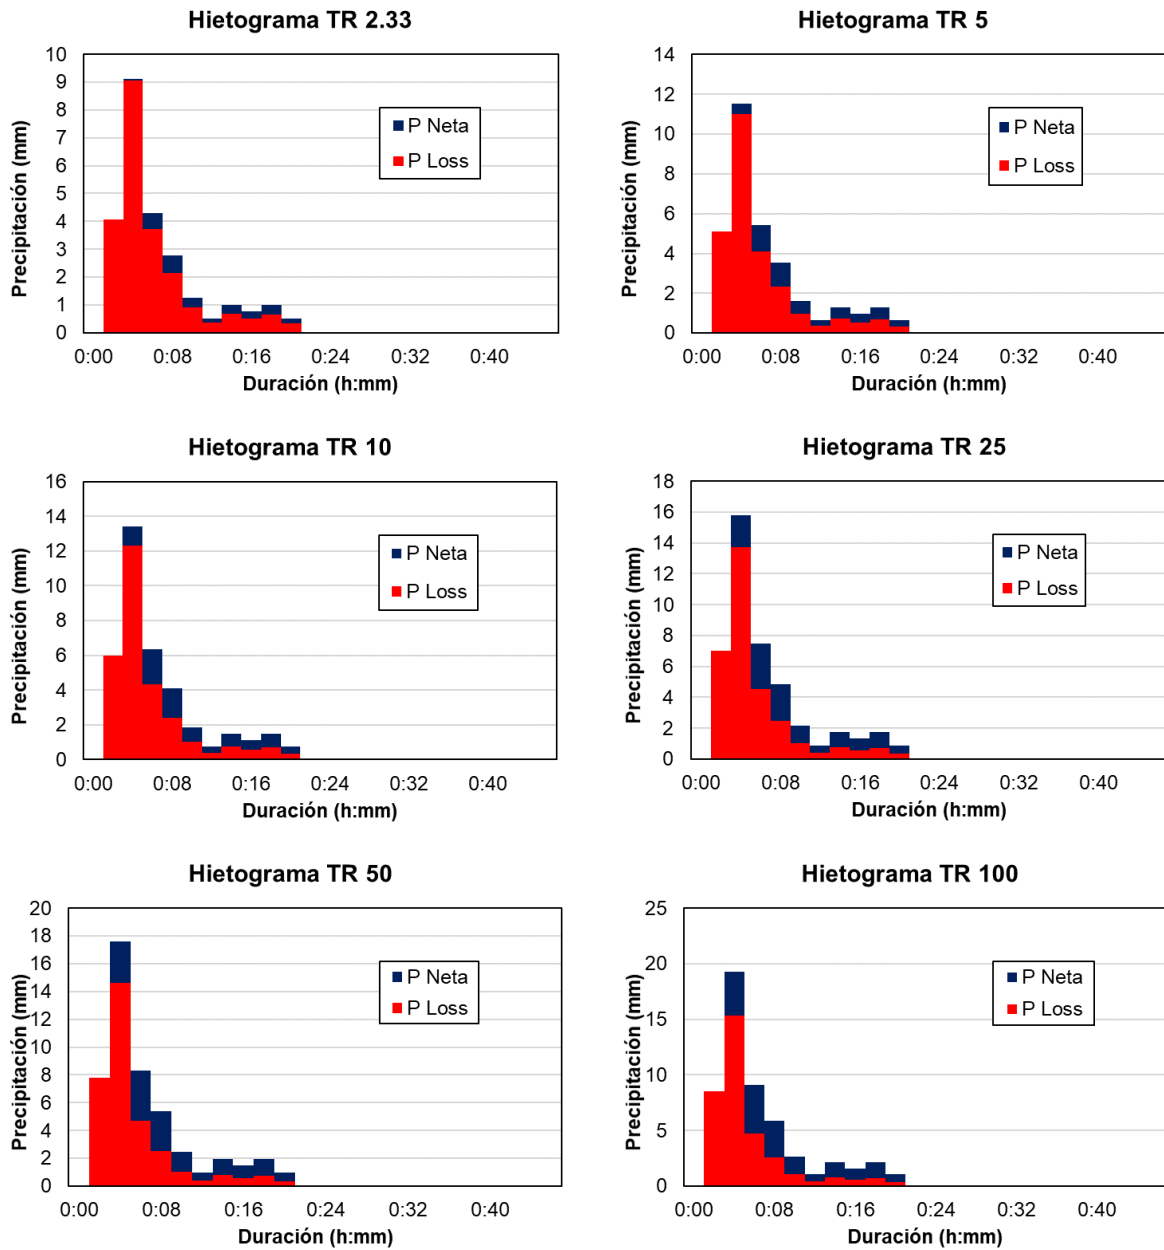 Hietograma TR 2.33
10
9
8
7
6
5
4
3
2
1
0
Precipitación (mm)
P Neta
P Loss
0:00 0:08 0:16 0:24 0:32 0:40
Duración (h:mm)
Hietograma TR 5
14
12
10
8
6
4
2
0
Precipitación (mm)
P Neta
P Loss
0:00 0:08 0:16 0:24 0:32 0:40
Duración (h:mm)
Hietograma TR 10
16
14
12
10
8
6
4
2
0
Precipitación (mm)
P Neta
P Loss
0:00 0:08 0:16 0:24 0:32 0:40
Duración (h:mm)
Hietograma TR 25
18
16
14
12
10
8
6
4
2
0
Precipitación (mm)
P Neta
P Loss
0:00 0:08 0:16 0:24 0:32 0:40
Duración (h:mm)
Hietograma TR 50
20
18
16
14
12
10
8
6
4
2
0
Precipitación (mm)
P Neta
P Loss
0:00 0:08 0:16 0:24 0:32 0:40
Duración (h:mm)
Hietograma TR 100
25
20
15
10
5
0
Precipitación (mm)
P Neta
P Loss
0:00 0:08 0:16 0:24 0:32 0:40
Duración (h:mm)